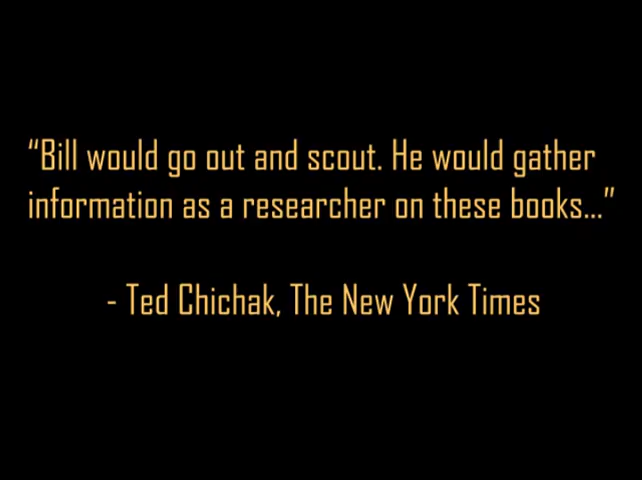 “Bill would go out and scout. He would gather
information as a researcher on these books...”
- Ted Chichak, The New York Times